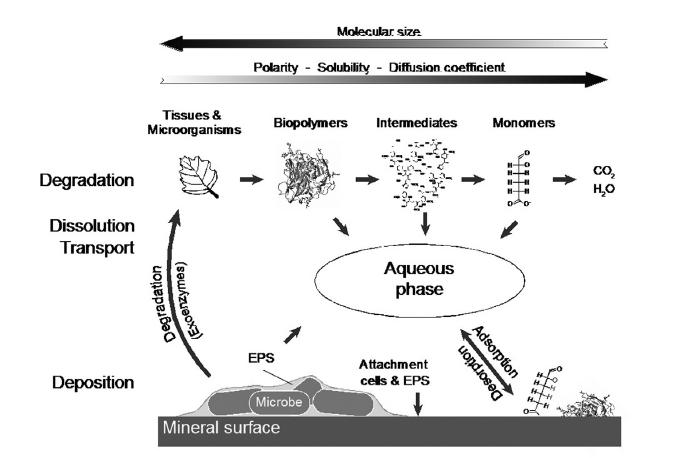 Molecular size
Polarity - Solubility - Diffusion coefficient
Tissues &
Microorganisms
Biopolymers
Intermediates
Monomers
Degradation
CO2
H2O
Dissolution
Transport
Aqueous
phase
Degradation
(Exoenzymes)
Adsorption
Desorption
EPS
Attachment
cells & EPS
Deposition
Microbe
Mineral surface